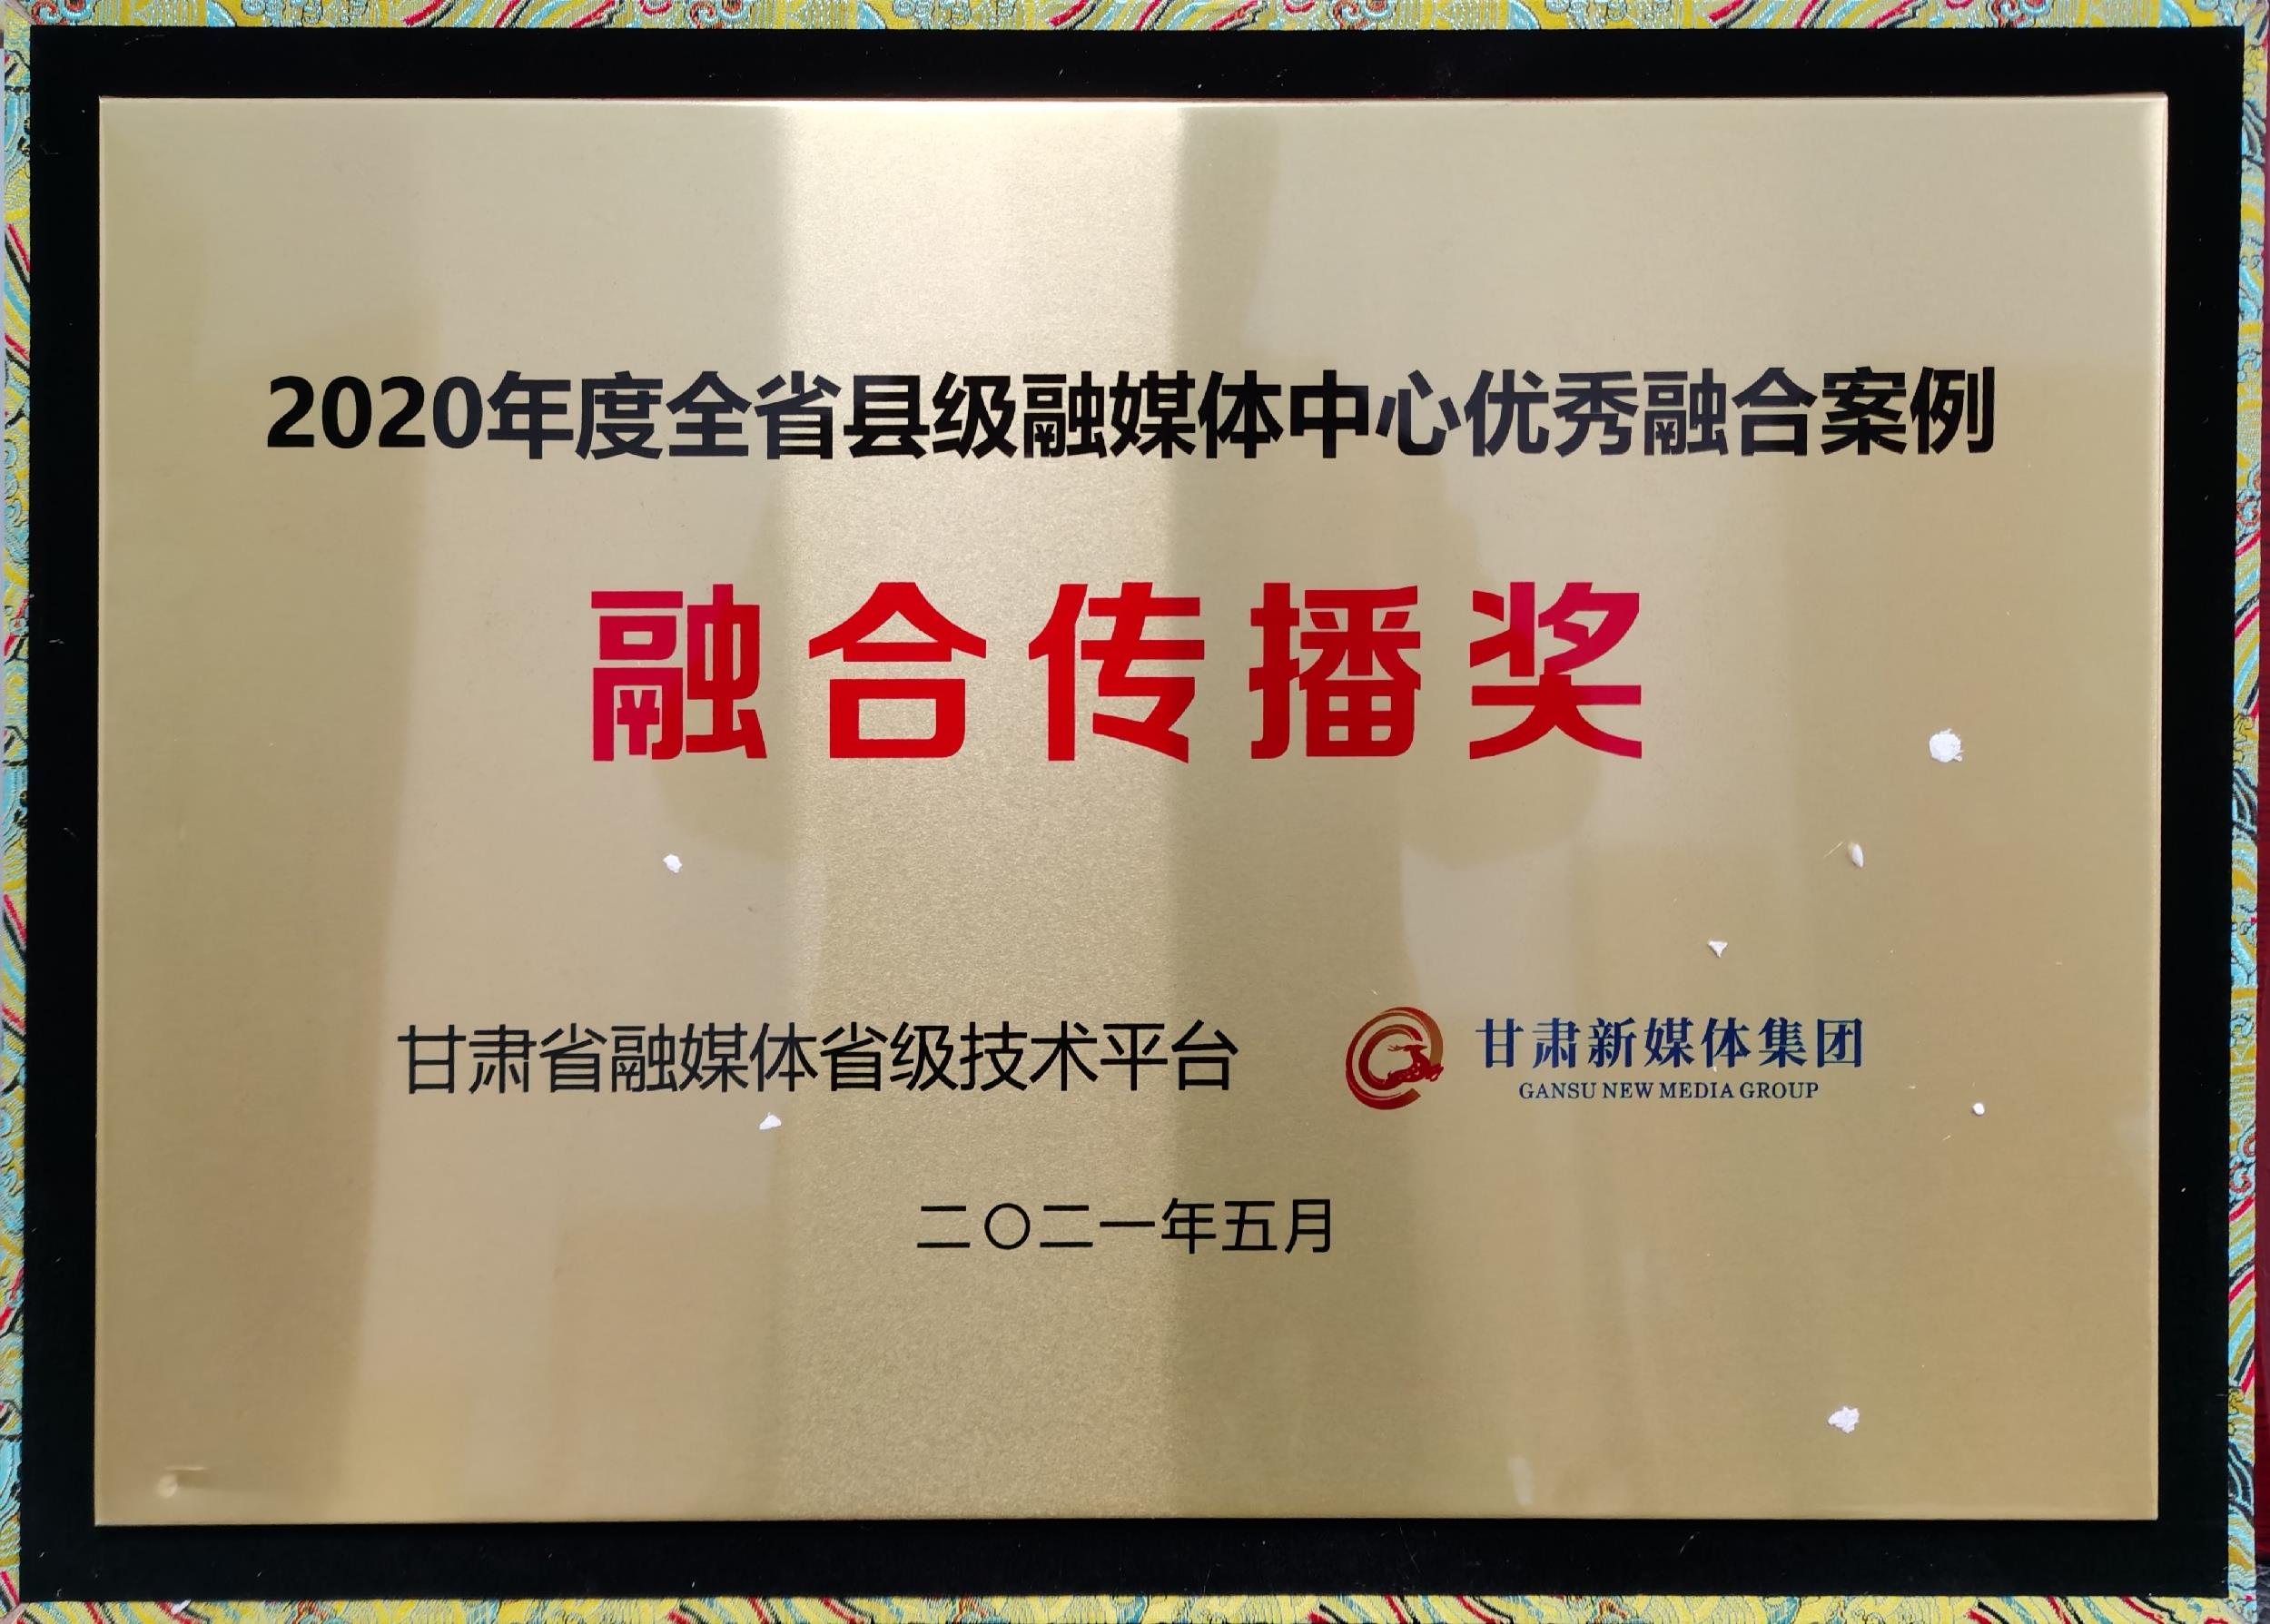 2020年度全省县级融媒体中心优秀融合案例
融合传播奖
甘肃省融媒体省级技术平台 甘肃新媒体集团
GANSU NEW MEDIA GROUP
二〇二一年五月